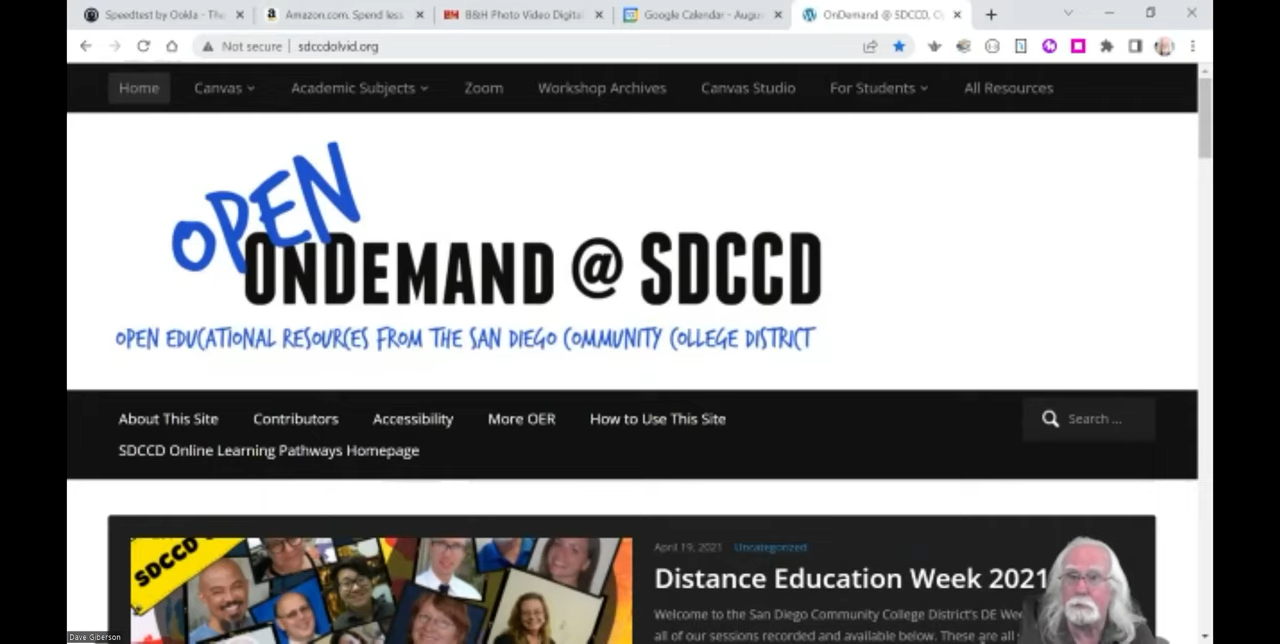 Speedtest by Ookla - The
Amazon.com. Spend less
B&H Photo Video Digital
Google Calendar - Augu
OnDemand @ SDCCD, O
Not secure | sdccdolvid.org
Home Canvas Academic Subjects Zoom Workshop Archives Canvas Studio For Students All Resources
OPEN
ONDEMAND @ SDCCD
OPEN EDUCATIONAL RESOURCES FROM THE SAN DIEGO COMMUNITY COLLEGE DISTRICT
About This Site Contributors Accessibility More OER How to Use This Site
Search ...
SDCCD Online Learning Pathways Homepage
SDCCD
April 19, 2021 Uncategorized
Distance Education Week 2021
Welcome to the San Diego Community College District's DE Wee
all of our sessions recorded and available below. These are all
Dave Giberson